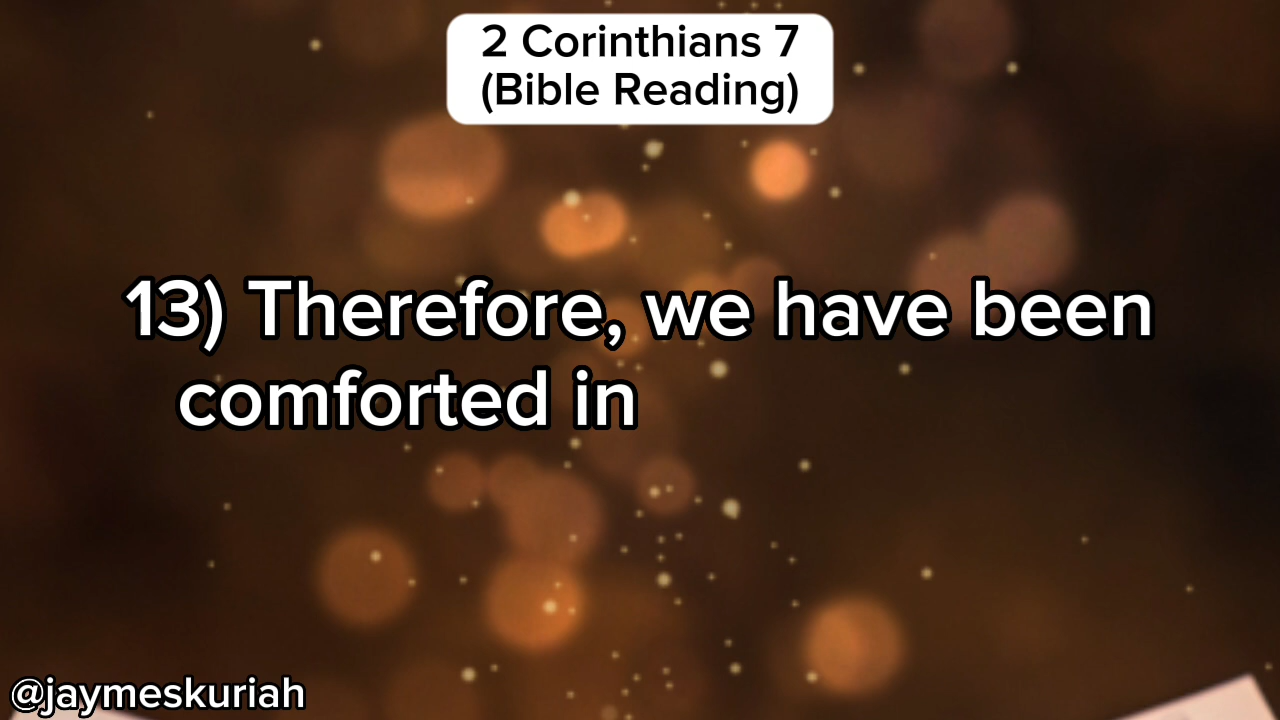 2 Corinthians 7
(Bible Reading)
13) Therefore, we have been
comforted in
@jaymeskuriah